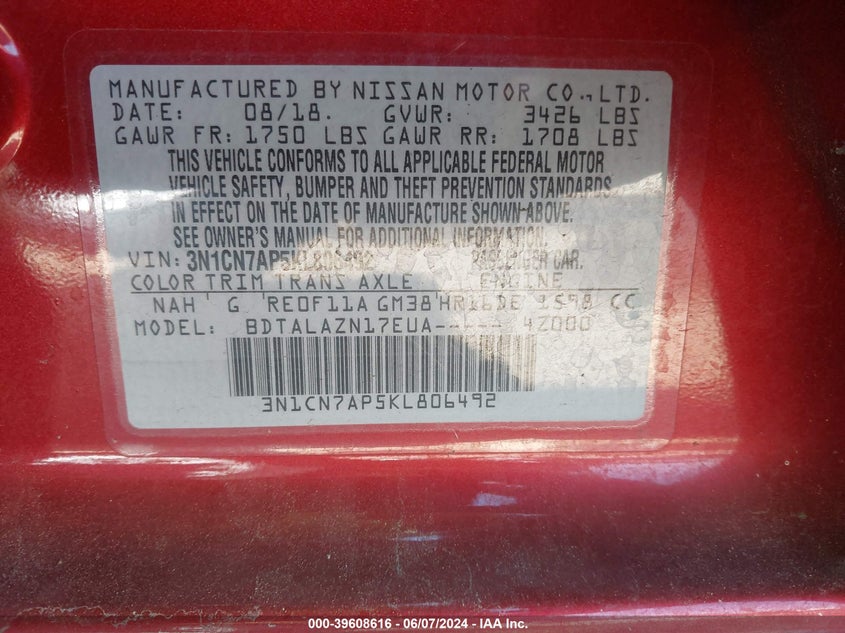 MANUFACTURED BY NISSAN MOTOR CO.,LTD.
DATE: 08/18. GVWR: 3426 LBS
GAWR FR: 1750 LBS GAWR RR: 1708 LBS
THIS VEHICLE CONFORMS TO ALL APPLICABLE FEDERAL MOTOR
VEHICLE SAFETY, BUMPER AND THEFT PREVENTION STANDARDS
IN EFFECT ON THE DATE OF MANUFACTURE SHOWN ABOVE.
SEE OWNER'S MANUAL FOR ADDITIONAL INFORMATION.
VIN: 3N1CN7AP5KL806492 PASSENGER CAR.
COLOR TRIM TRANS AXLE ENGINE
NAH G RE0F11A GM38 HR16DE 1598 CC
MODEL: BDTALAZN17EUA----- 4Z000
3N1CN7AP5KL806492
000-39608616 - 06/07/2024 - IAA Inc.